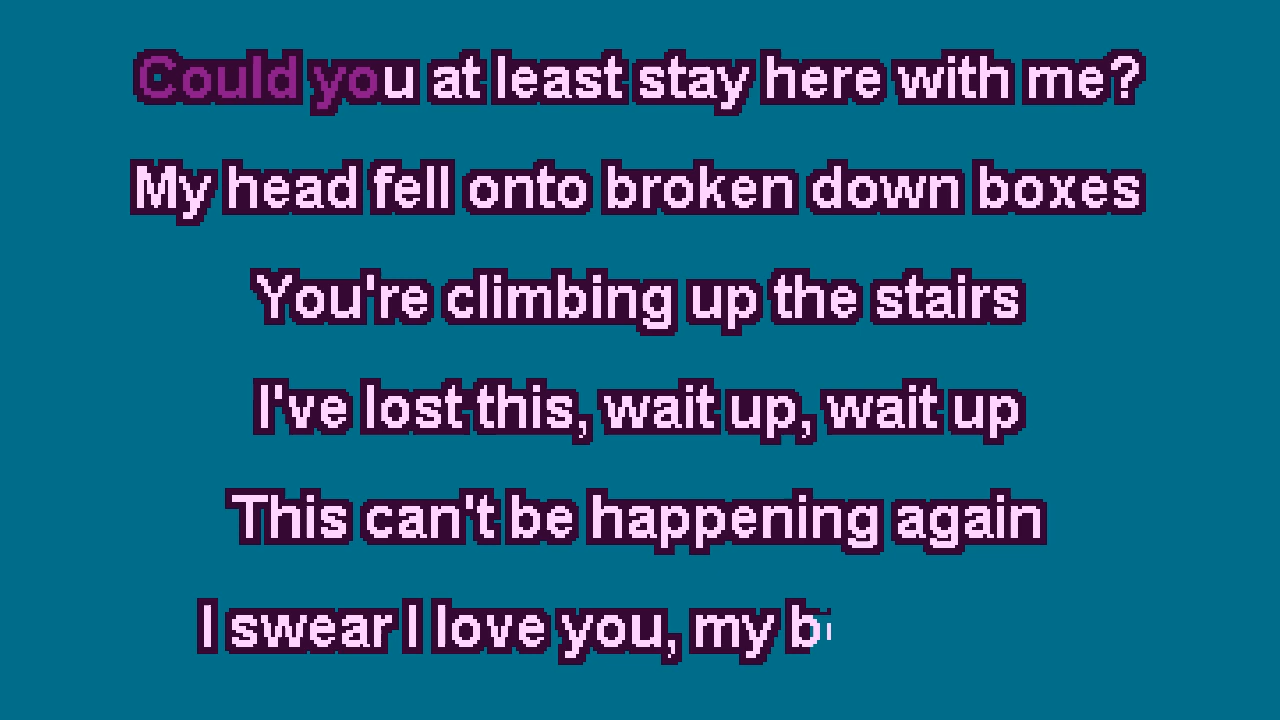 Could you at least stay here with me?
My head fell onto broken down boxes
You're climbing up the stairs
I've lost this, wait up, wait up
This can't be happening again
I swear I love you, my